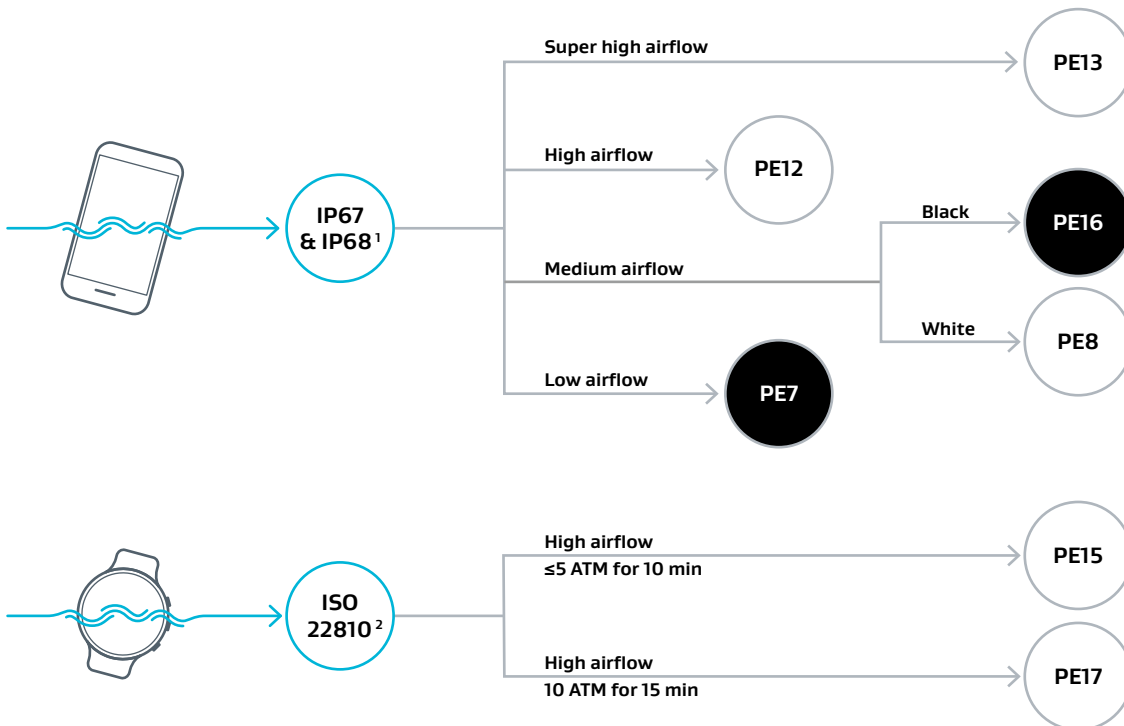 Super high airflow
PE13
High airflow
PE12
IP67
& IP68 1
Black
PE16
Medium airflow
White
PE8
Low airflow
PE7
High airflow
≤5 ATM for 10 min
PE15
ISO
22810 2
High airflow
10 ATM for 15 min
PE17